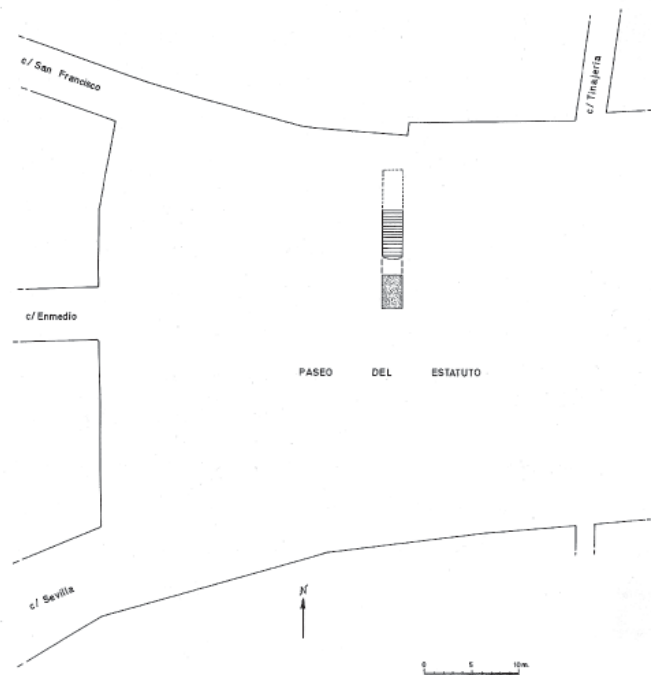 c/ San Francisco
c/ Tinajería
c/ Enmedio
PASEO DEL ESTATUTO
c/ Sevilla
N
0 5 10m.